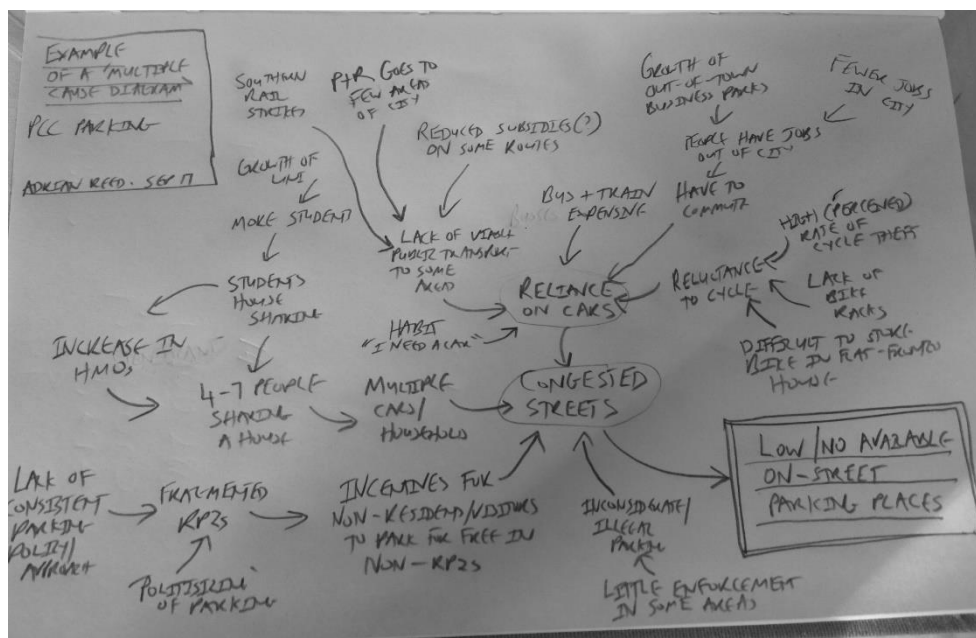 EXAMPLE
OF A 'MULTIPLE
CAUSE DIAGRAM
PCC PARKING
ADRIAN REED. SEP 17
SOUTHERN
RAIL
STRIKES
P+R GOES TO
FEW AREAS
OF CITY
REDUCED SUBSIDIES(?)
ON SOME ROUTES
GROWTH OF
OUT-OF-TOWN
BUSINESS PARKS
FEWER JOBS
IN CITY
PEOPLE HAVE JOBS
OUT OF CITY
HAVE TO
COMMUTE
BUS + TRAIN
EXPENSIVE
GROWTH OF
UNI
MORE STUDENT
STUDENTS
HOUSE
SHARING
LACK OF VIABLE
PUBLIC TRANSPORT
TO SOME
AREAS
RELIANCE
ON CARS
RELUCTANCE
TO CYCLE
HIGH (PERCEIVED)
RATE OF
CYCLE THEFT
LACK OF
BIKE
RACKS
DIFFICULT TO STORE
BIKE IN FLAT-FRONTED
HOUSE
HABIT
"I NEED A CAR"
INCREASE IN
HMOs
4-7 PEOPLE
SHARING
A HOUSE
MULTIPLE
CARS/
HOUSEHOLD
CONGESTED
STREETS
LOW/NO AVAILABLE
ON-STREET
PARKING PLACES
LACK OF
CONSISTENT
PARKING
POLICY/
APPROACH
FRAGMENTED
RPZs
POLITISIZING
OF PARKING
INCENTIVES FOR
NON-RESIDENT/VISITORS
TO PARK FOR FREE IN
NON-RPZs
INCONSIDERATE/
ILLEGAL
PARKING
LITTLE ENFORCEMENT
IN SOME AREAS